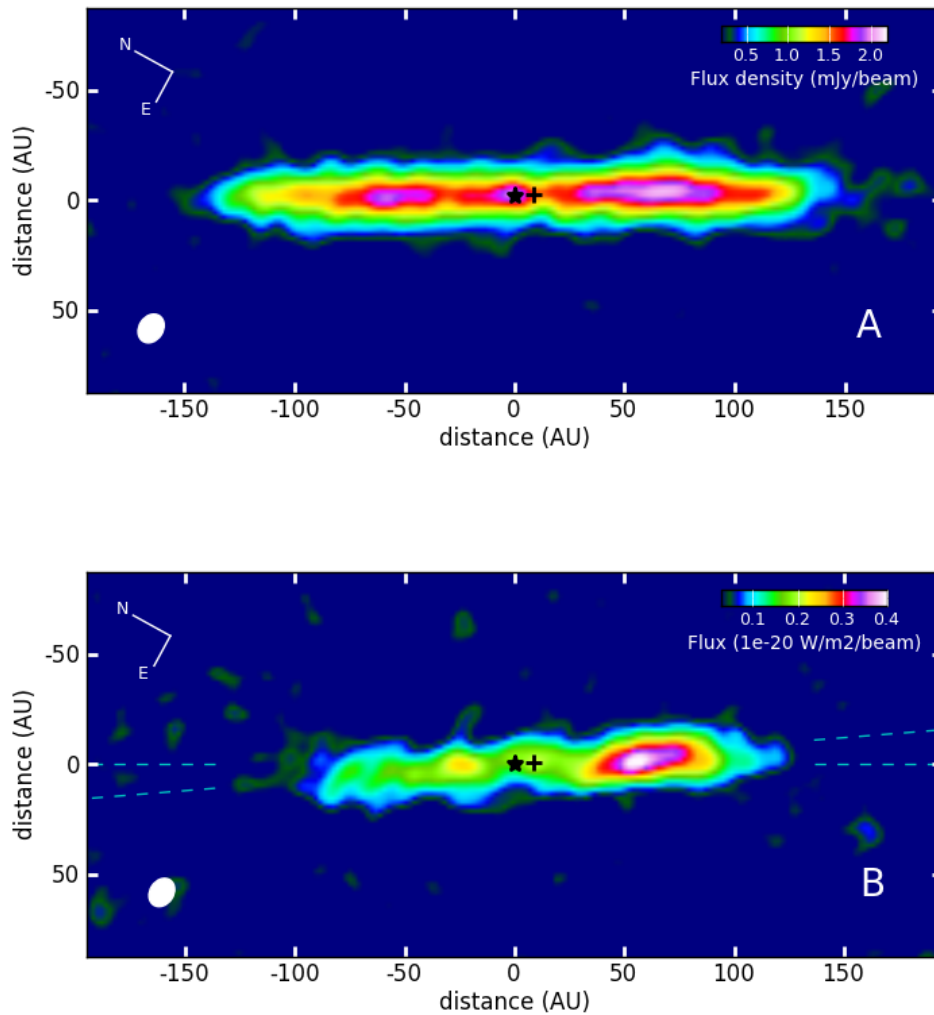 N
E
0.5 1.0 1.5 2.0
Flux density (mJy/beam)
-50
0
50
distance (AU)
A
-150 -100 -50 0 50 100 150
distance (AU)
N
E
0.1 0.2 0.3 0.4
Flux (1e-20 W/m2/beam)
-50
0
50
distance (AU)
B
-150 -100 -50 0 50 100 150
distance (AU)